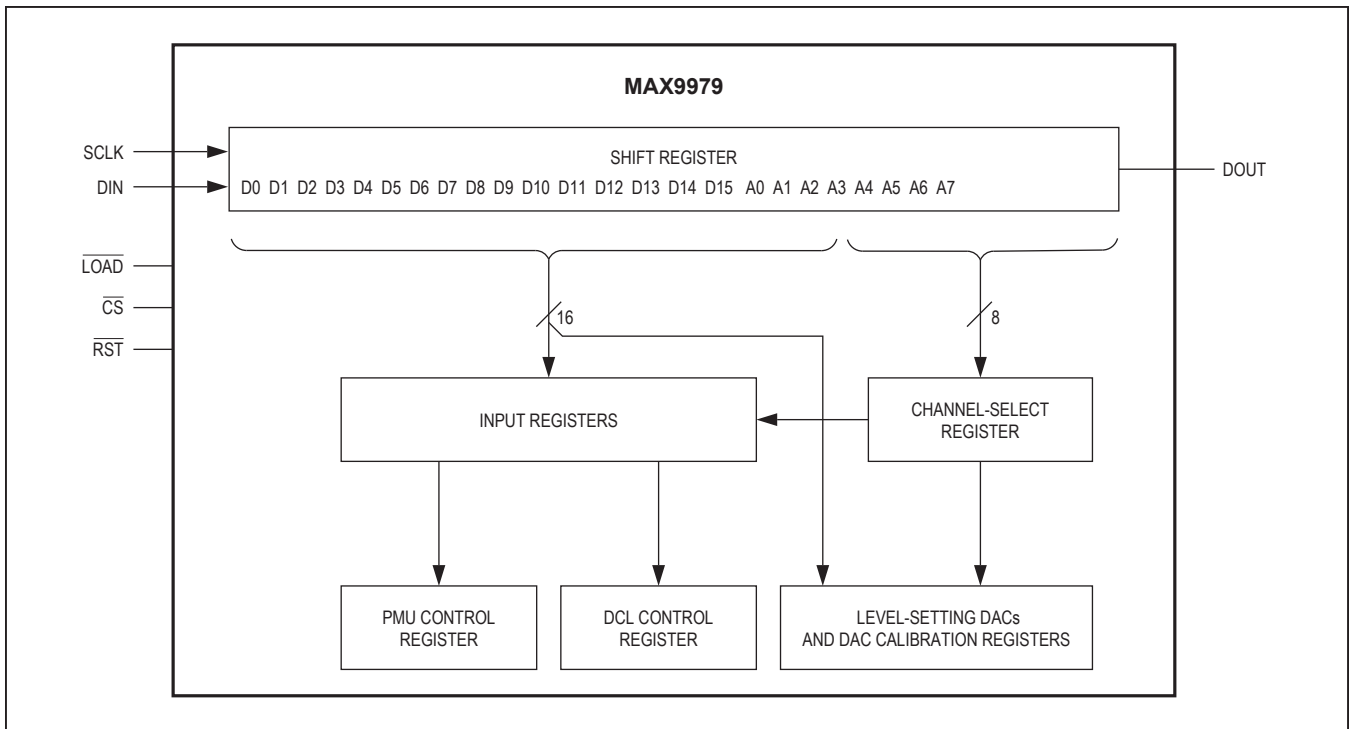 MAX9979
SCLK
SHIFT REGISTER
DOUT
DIN
D0 D1 D2 D3 D4 D5 D6 D7 D8 D9 D10 D11 D12 D13 D14 D15 A0 A1 A2 A3 A4 A5 A6 A7
LOAD
CS
16
8
RST
INPUT REGISTERS
CHANNEL-SELECT
REGISTER
PMU CONTROL
REGISTER
DCL CONTROL
REGISTER
LEVEL-SETTING DACs
AND DAC CALIBRATION REGISTERS